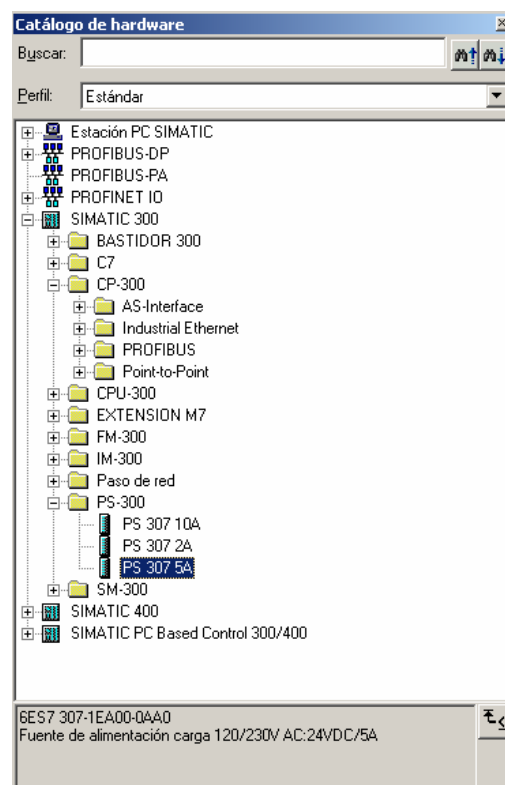 Catálogo de hardware
Buscar:
Perfil: Estándar
Estación PC SIMATIC
PROFIBUS-DP
PROFIBUS-PA
PROFINET IO
SIMATIC 300
BASTIDOR 300
C7
CP-300
AS-Interface
Industrial Ethernet
PROFIBUS
Point-to-Point
CPU-300
EXTENSION M7
FM-300
IM-300
Paso de red
PS-300
PS 307 10A
PS 307 2A
PS 307 5A
SM-300
SIMATIC 400
SIMATIC PC Based Control 300/400
6ES7 307-1EA00-0AA0
Fuente de alimentación carga 120/230V AC:24VDC/5A